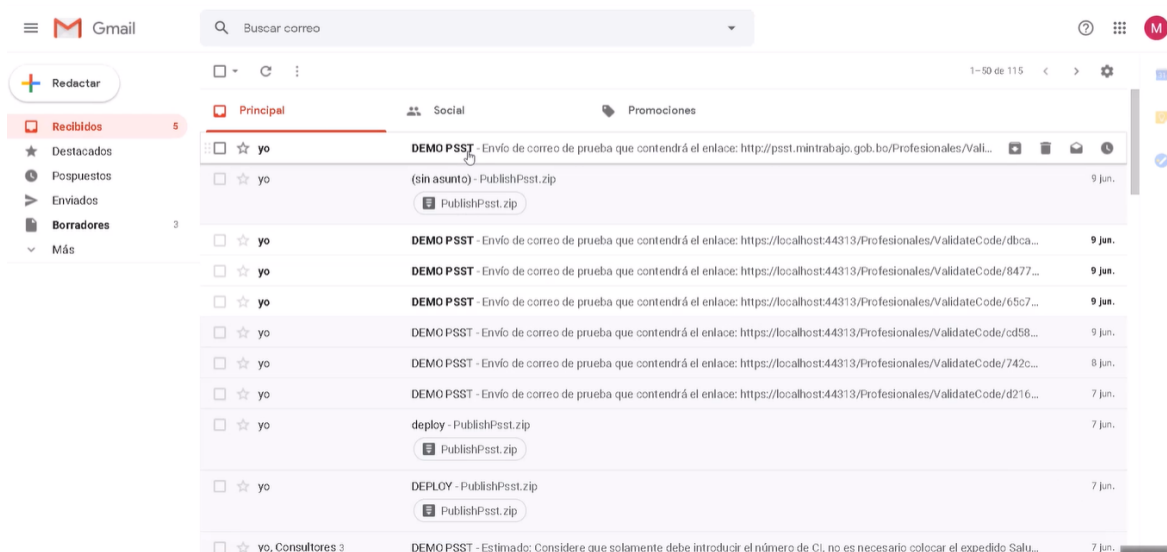 Gmail
Buscar correo
M
Redactar
1–50 de 115
Principal
Social
Promociones
Recibidos 5
Destacados
Pospuestos
Enviados
Borradores 3
Más
yo DEMO PSST - Envío de correo de prueba que contendrá el enlace: http://psst.mintrabajo.gob.bo/Profesionales/Vali...
yo (sin asunto) - PublishPsst.zip 9 jun.
PublishPsst.zip
yo DEMO PSST - Envío de correo de prueba que contendrá el enlace: https://localhost:44313/Profesionales/ValidateCode/dbca... 9 jun.
yo DEMO PSST - Envío de correo de prueba que contendrá el enlace: https://localhost:44313/Profesionales/ValidateCode/8477... 9 jun.
yo DEMO PSST - Envío de correo de prueba que contendrá el enlace: https://localhost:44313/Profesionales/ValidateCode/65c7... 9 jun.
yo DEMO PSST - Envío de correo de prueba que contendrá el enlace: https://localhost:44313/Profesionales/ValidateCode/cd58... 9 jun.
yo DEMO PSST - Envío de correo de prueba que contendrá el enlace: https://localhost:44313/Profesionales/ValidateCode/742c... 8 jun.
yo DEMO PSST - Envío de correo de prueba que contendrá el enlace: https://localhost:44313/Profesionales/ValidateCode/d216... 7 jun.
yo deploy - PublishPsst.zip 7 jun.
PublishPsst.zip
yo DEPLOY - PublishPsst.zip 7 jun.
PublishPsst.zip
yo, Consultores 3 DEMO PSST - Estimado: Considere que solamente debe introducir el número de CI, no es necesario colocar el expedido Salu... 7 jun.